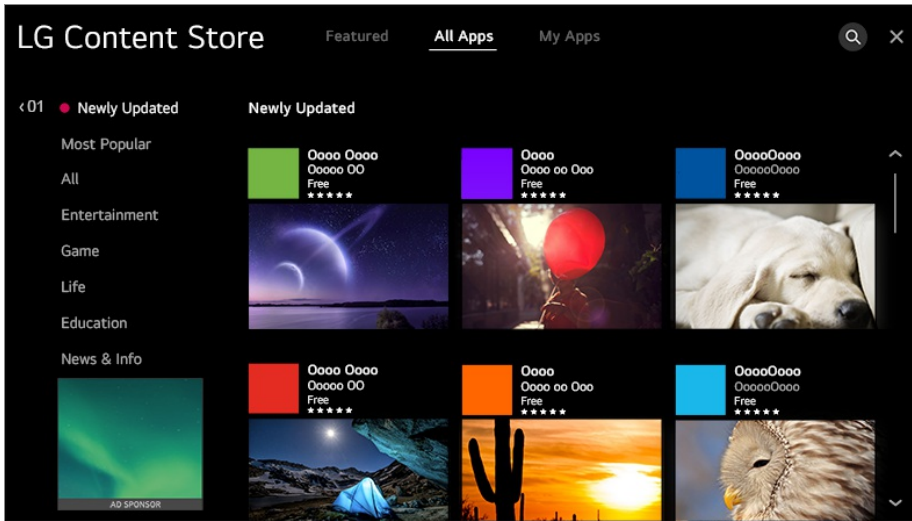 LG Content Store
Featured
All Apps
My Apps
‹01
Newly Updated
Most Popular
All
Entertainment
Game
Life
Education
News & Info
AD SPONSOR
Newly Updated
Oooo Oooo
Ooooo OO
Free
★★★★★
Oooo
Oooo oo Ooo
Free
★★★★★
OoooOooo
OooooOooo
Free
★★★★★
Oooo Oooo
Ooooo OO
Free
★★★★★
Oooo
Oooo oo Ooo
Free
★★★★★
OoooOooo
OooooOooo
Free
★★★★★